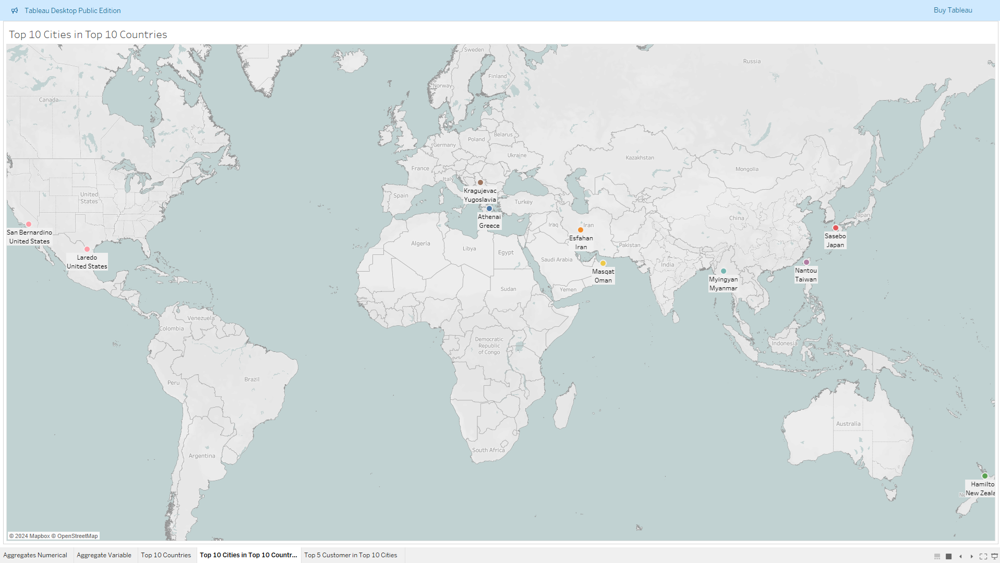 Tableau Desktop Public Edition
Buy Tableau
Top 10 Cities in Top 10 Countries
Sweden
Russia
Finland
Norway
Canada
Belarus
Poland
Germany
Ukraine
Kazakhstan
France
Mongolia
Italy
Kragujevac
Yugoslavia
United
States
Spain
Turkey
Athenai
Greece
China
Japan
Iraq
Iran
San Bernardino
United States
Esfahan
Iran
Sasebo
Japan
Algeria
Libya
Egypt
Pakistan
Saudi Arabia
Laredo
United States
India
Masqat
Oman
Nantou
Taiwan
Myingyan
Myanmar
Sudan
Yemen
Venezuela
Colombia
Democratic
Republic
of Congo
Indonesia
Brazil
Peru
Australia
South Africa
Argentina
Hamilto
New Zeala
Ne
© 2024 Mapbox © OpenStreetMap
Aggregates Numerical
Aggregate Variable
Top 10 Countries
Top 10 Cities in Top 10 Countr...
Top 5 Customer in Top 10 Cities